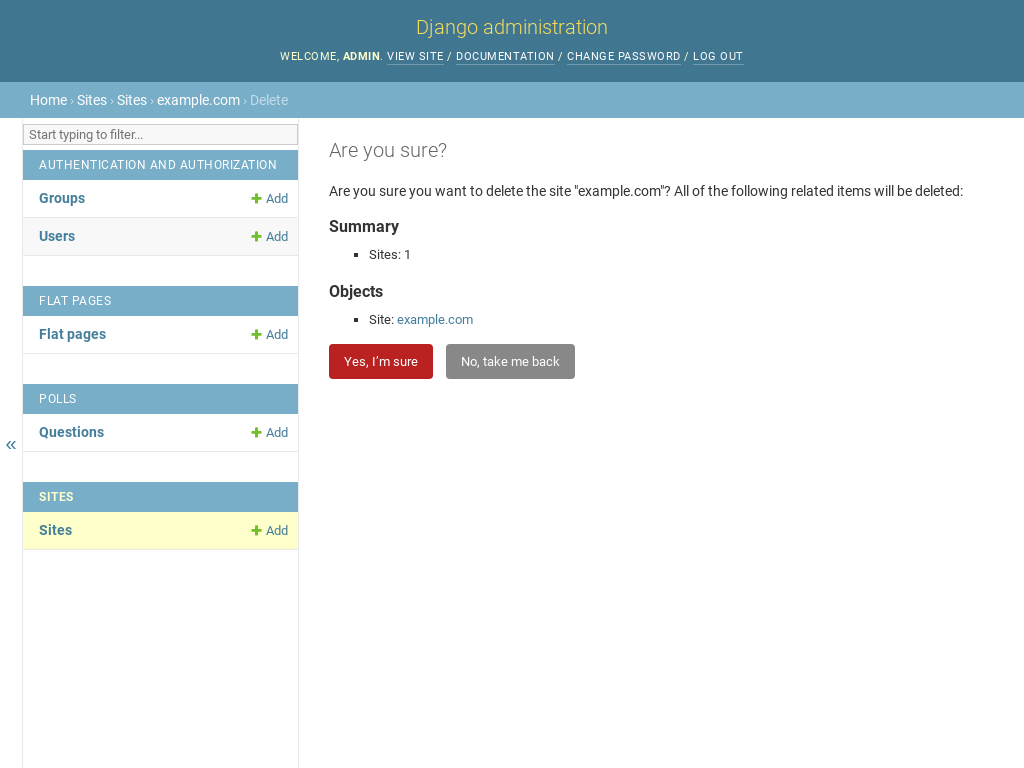 Django administration
WELCOME, ADMIN. VIEW SITE / DOCUMENTATION / CHANGE PASSWORD / LOG OUT
Home › Sites › Sites › example.com › Delete
Start typing to filter...
AUTHENTICATION AND AUTHORIZATION
Groups Add
Users Add
FLAT PAGES
Flat pages Add
POLLS
Questions Add
SITES
Sites Add
«
Are you sure?
Are you sure you want to delete the site "example.com"? All of the following related items will be deleted:
Summary
Sites: 1
Objects
Site: example.com
Yes, I’m sure No, take me back